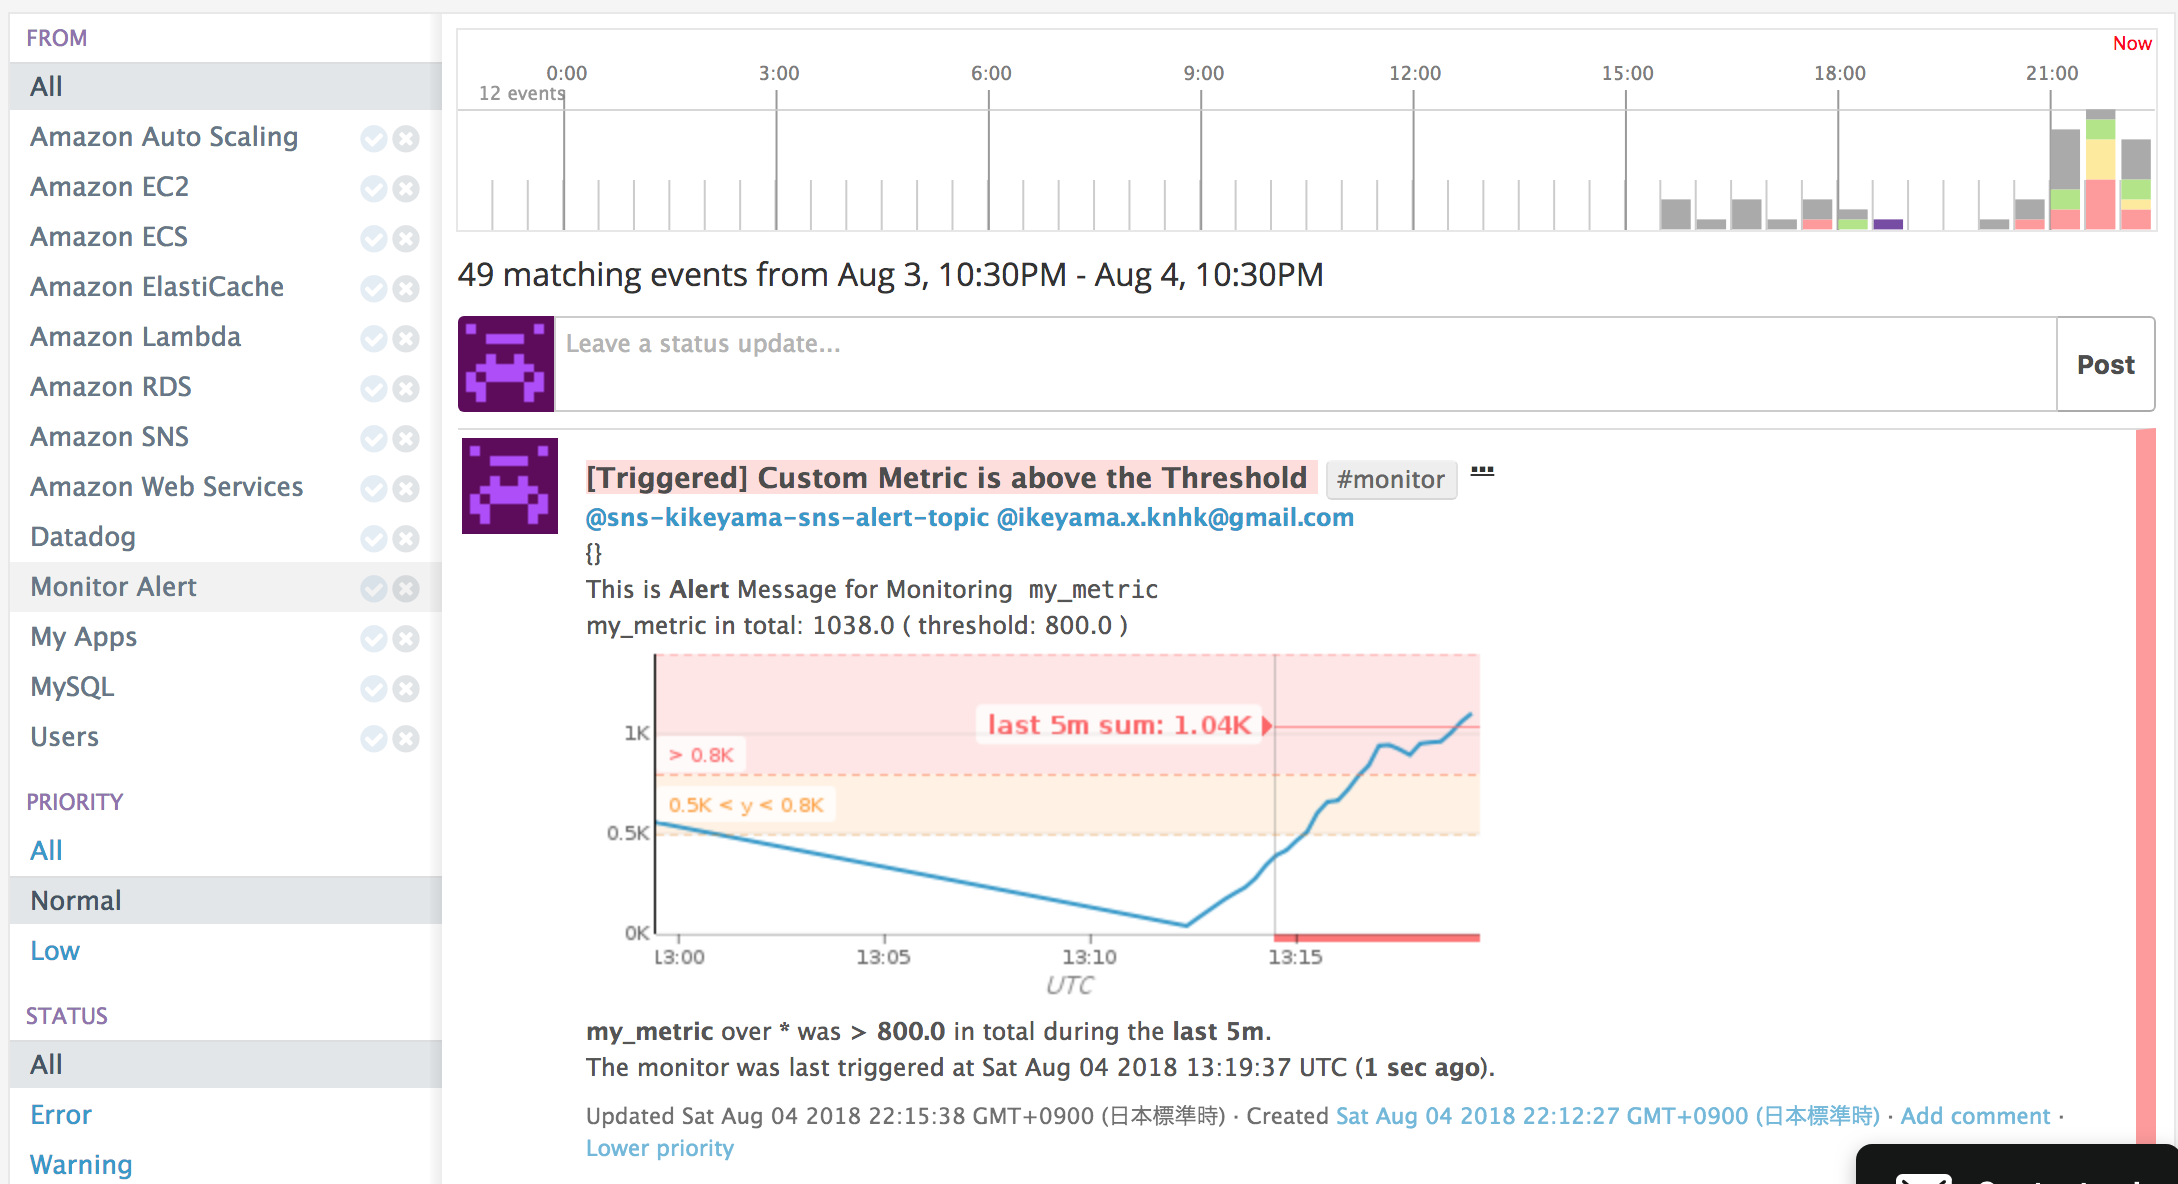 FROM
All
Amazon Auto Scaling
Amazon EC2
Amazon ECS
Amazon ElastiCache
Amazon Lambda
Amazon RDS
Amazon SNS
Amazon Web Services
Datadog
Monitor Alert
My Apps
MySQL
Users
PRIORITY
All
Normal
Low
STATUS
All
Error
Warning
Now
0:00 3:00 6:00 9:00 12:00 15:00 18:00 21:00
12 events
49 matching events from Aug 3, 10:30PM - Aug 4, 10:30PM
Leave a status update...
Post
[Triggered] Custom Metric is above the Threshold #monitor
@sns-kikeyama-sns-alert-topic @ikeyama.x.knhk@gmail.com
{}
This is Alert Message for Monitoring my_metric
my_metric in total: 1038.0 ( threshold: 800.0 )
last 5m sum: 1.04K
1K
> 0.8K
0.5K < y < 0.8K
0.5K
0K
13:00 13:05 13:10 13:15
UTC
my_metric over * was > 800.0 in total during the last 5m.
The monitor was last triggered at Sat Aug 04 2018 13:19:37 UTC (1 sec ago).
Updated Sat Aug 04 2018 22:15:38 GMT+0900 (日本標準時) · Created Sat Aug 04 2018 22:12:27 GMT+0900 (日本標準時) · Add comment ·
Lower priority